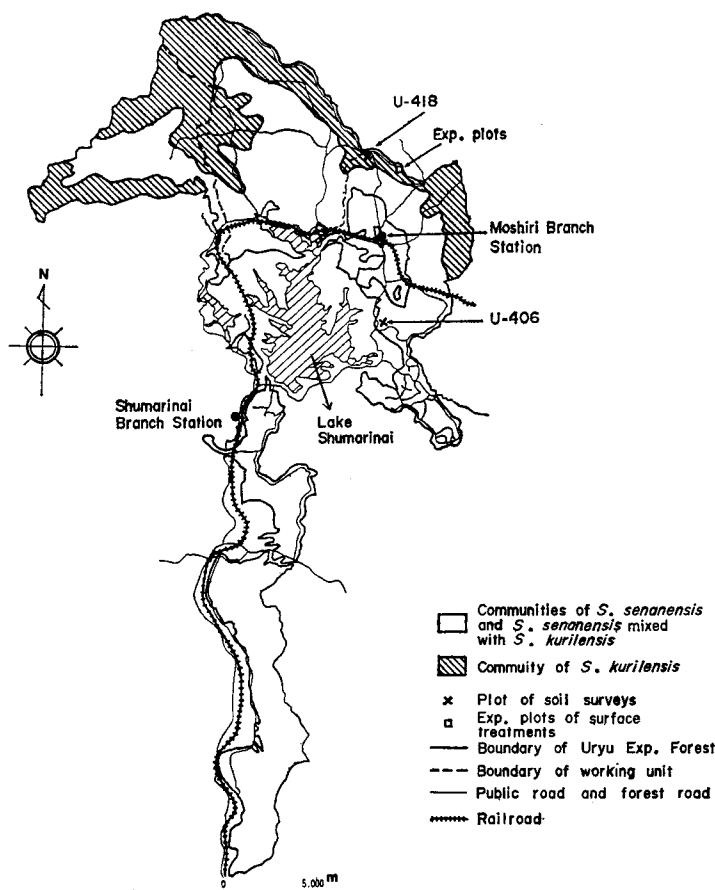 U-418
Exp. plots
Moshiri Branch
Station
N
U-406
Shumarinai
Branch Station
Lake
Shumarinai
Communities of S. senanensis
and S. senanensis mixed
with S. kurilensis
Commuity of S. kurilensis
Plot of soil surveys
Exp. plots of surface
treatments
Boundary of Uryu Exp. Forest
Boundary of working unit
Public road and forest road
Railroad
0 5.000 m